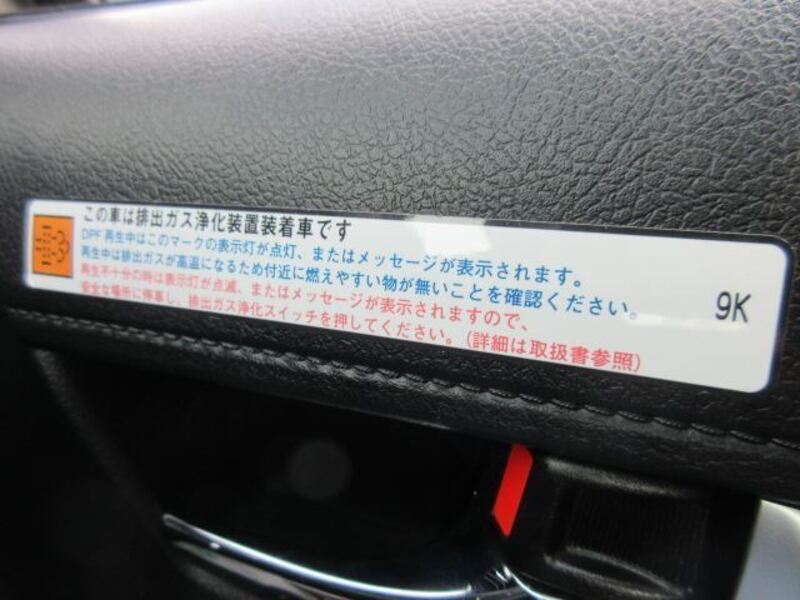 この車は排出ガス浄化装置装着車です
DPF 再生中はこのマークの表示灯が点灯、またはメッセージが表示されます。
再生中は排出ガスが高温になるため付近に燃えやすい物が無いことを確認ください。
再生不十分の時は表示灯が点滅、またはメッセージが表示されますので、
安全な場所に停車し、排出ガス浄化スイッチを押してください。（詳細は取扱書参照）
9K